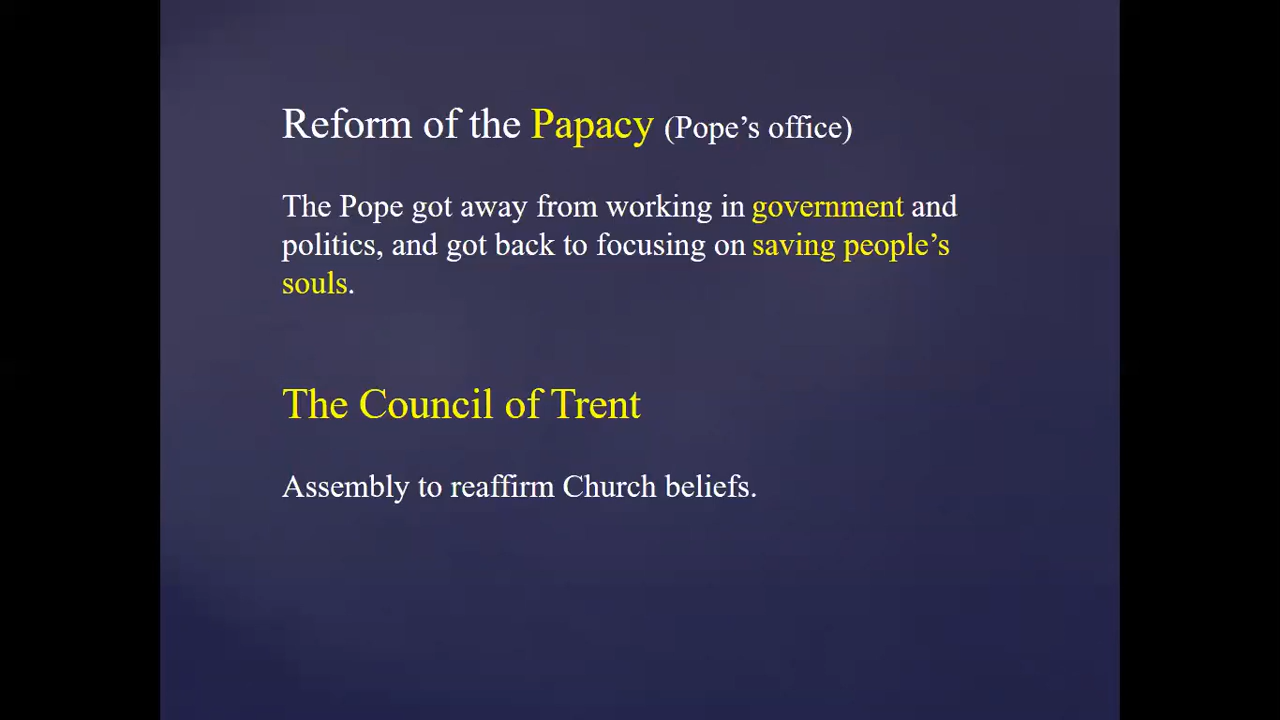 Reform of the Papacy (Pope’s office)
The Pope got away from working in government and
politics, and got back to focusing on saving people’s
souls.
The Council of Trent
Assembly to reaffirm Church beliefs.